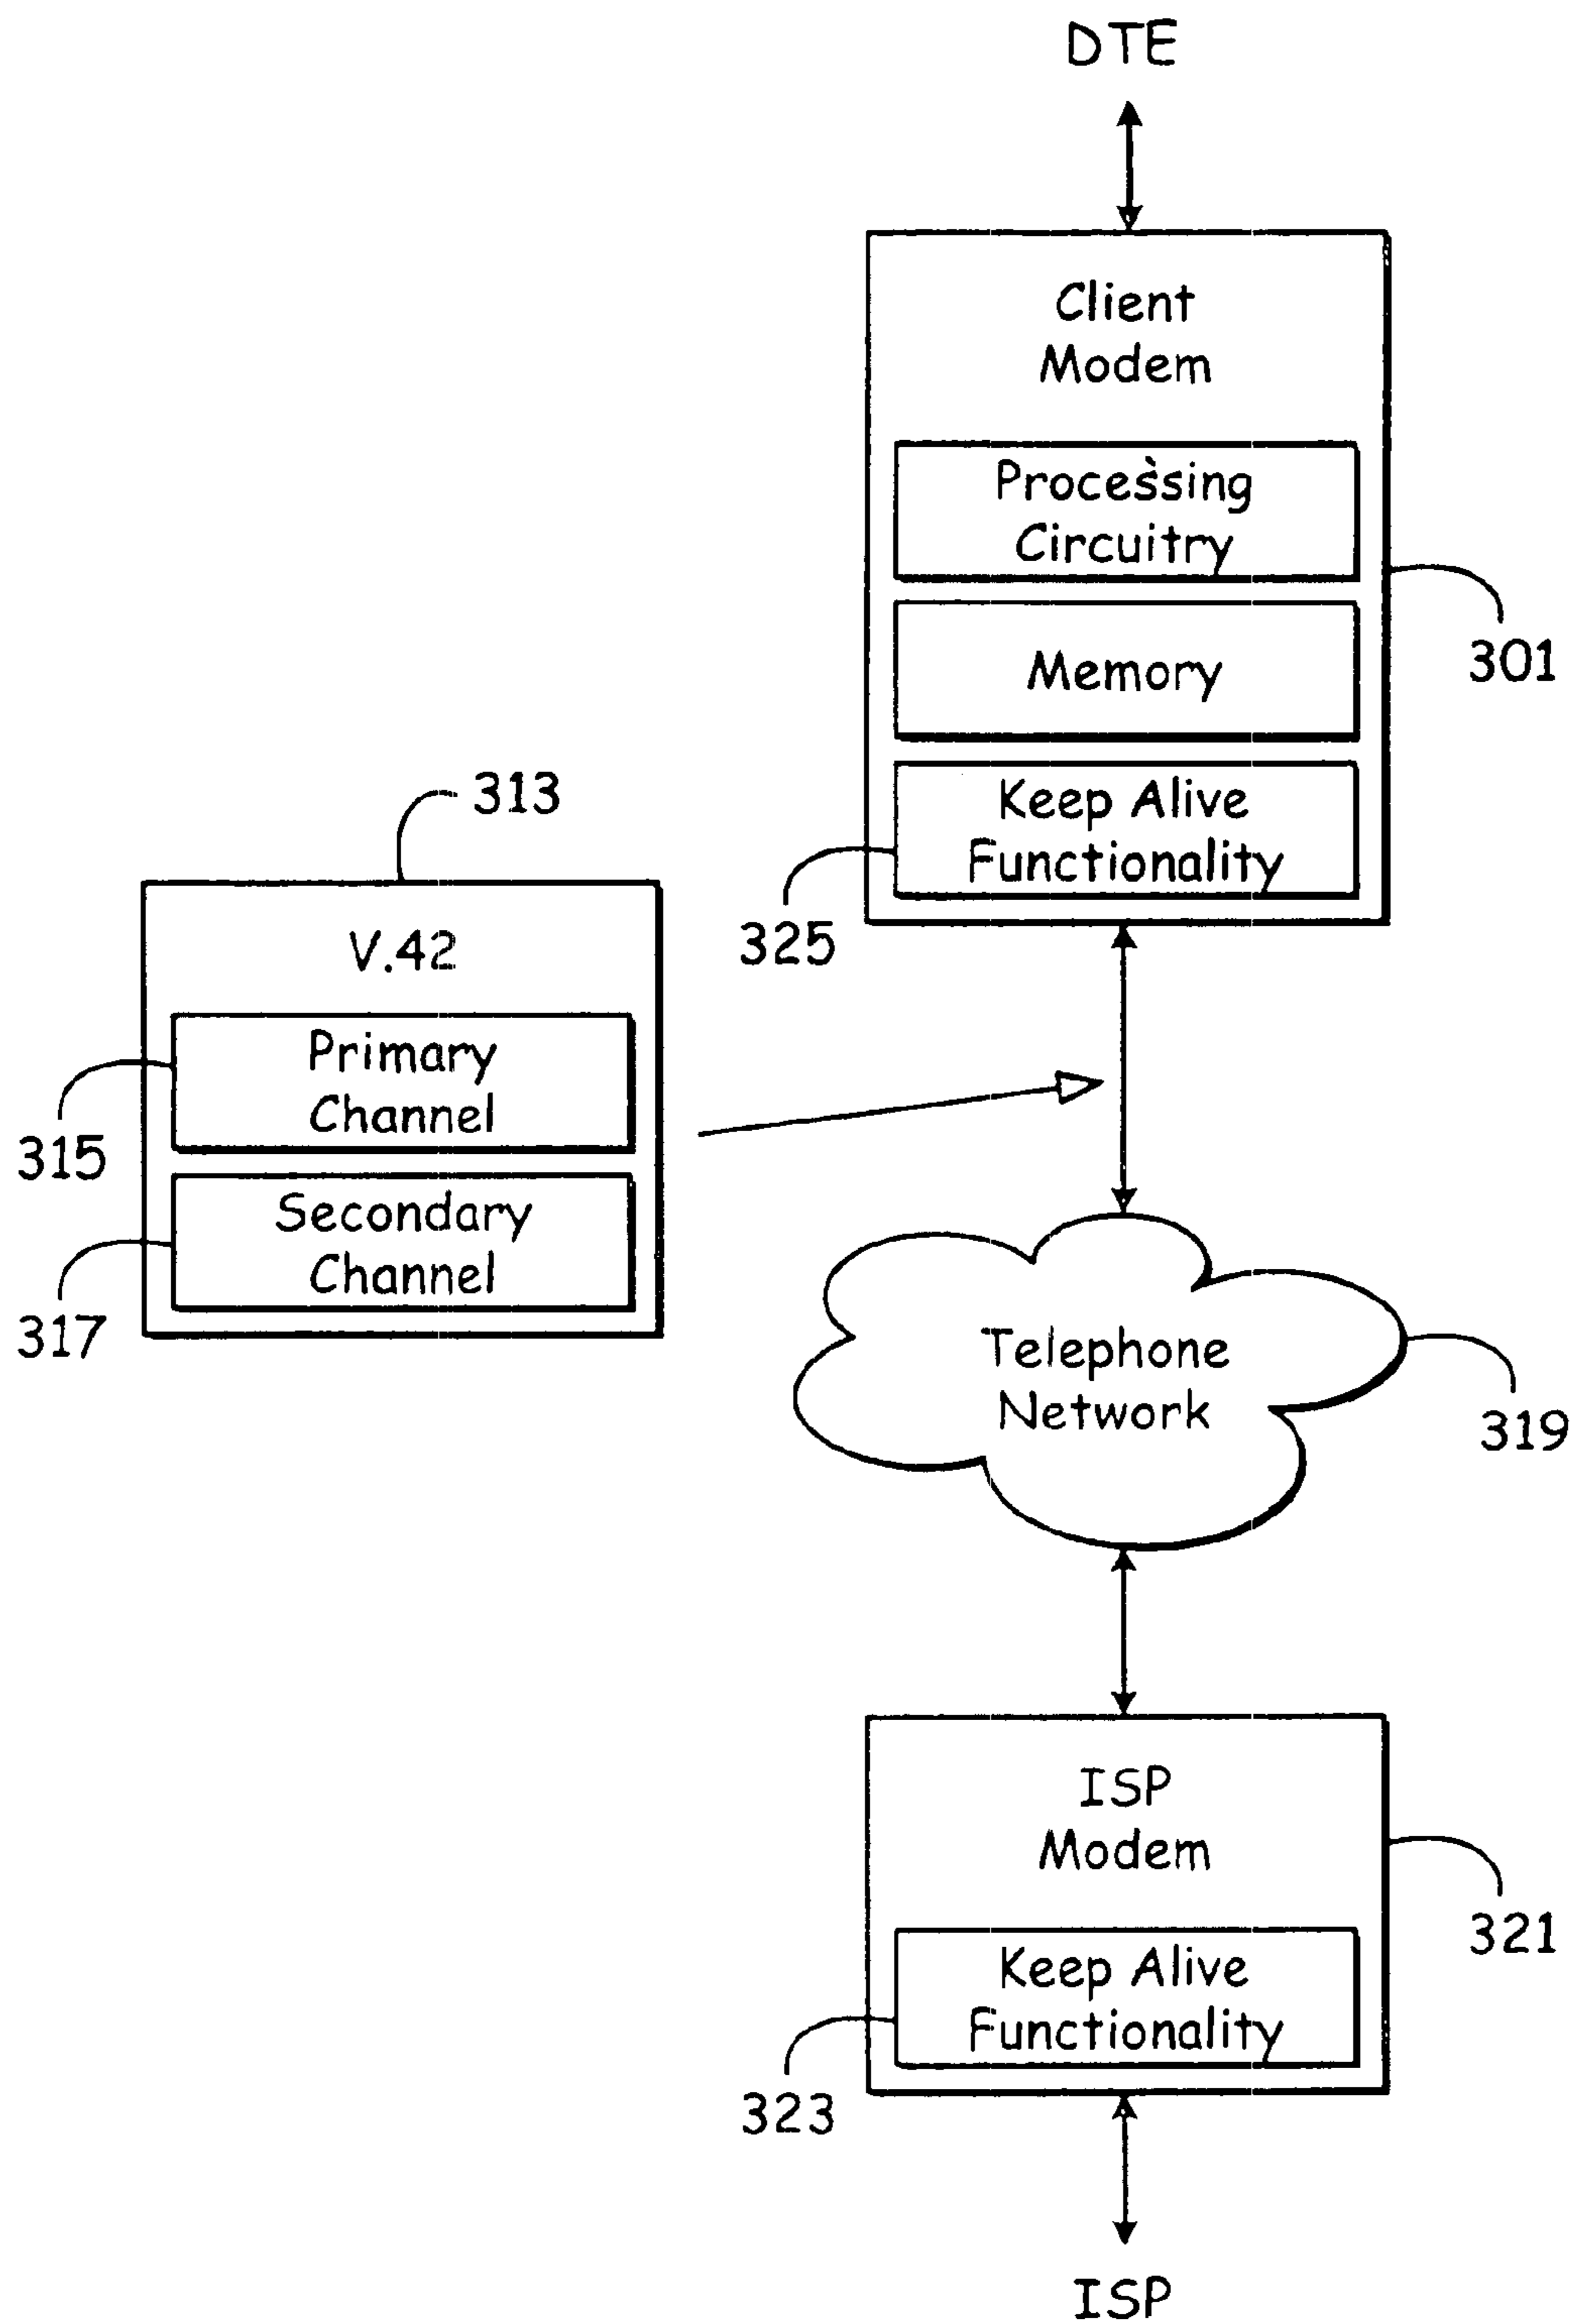 DTE
Client
Modem
Processing
Circuitry
301
Memory
Keep Alive
Functionality
325
313
V.42
Primary
Channel
315
Secondary
Channel
317
Telephone
Network
319
ISP
Modem
321
Keep Alive
Functionality
323
ISP